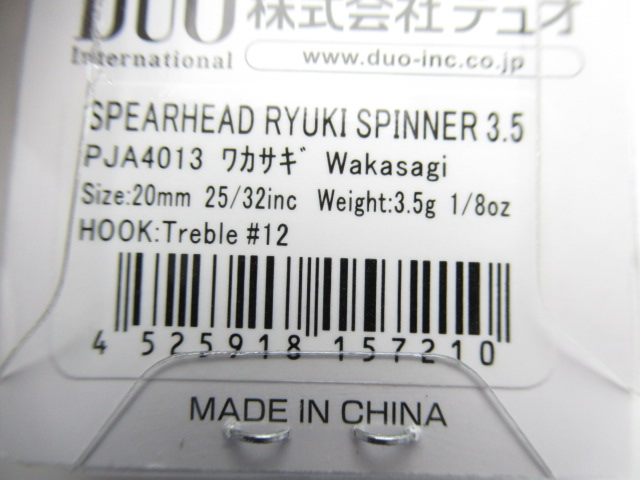 DUO 株式会社デュオ
International www.duo-inc.co.jp
SPEARHEAD RYUKI SPINNER 3.5
PJA4013 ワカサギ Wakasagi
Size:20mm 25/32inc Weight:3.5g 1/8oz
HOOK:Treble #12
4 525918 157210
MADE IN CHINA